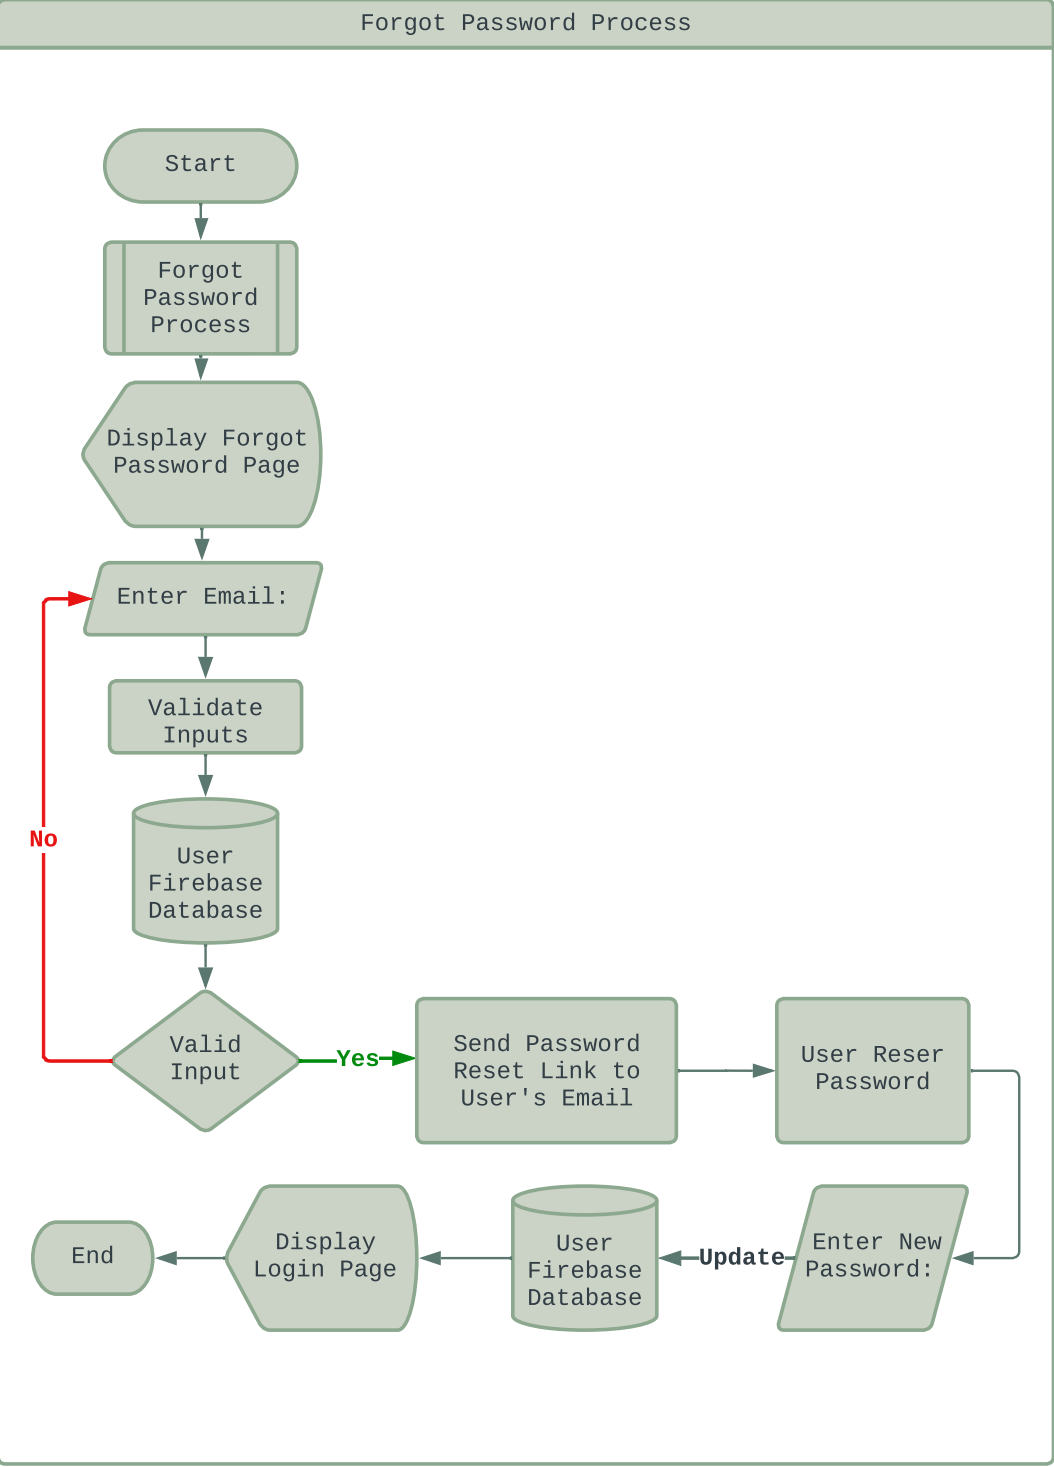 Forgot Password Process
Start
Forgot
Password
Process
Display Forgot
Password Page
Enter Email:
Validate
Inputs
No
User
Firebase
Database
Valid
Input
Yes
Send Password
Reset Link to
User's Email
User Reser
Password
Enter New
Password:
Update
User
Firebase
Database
Display
Login Page
End